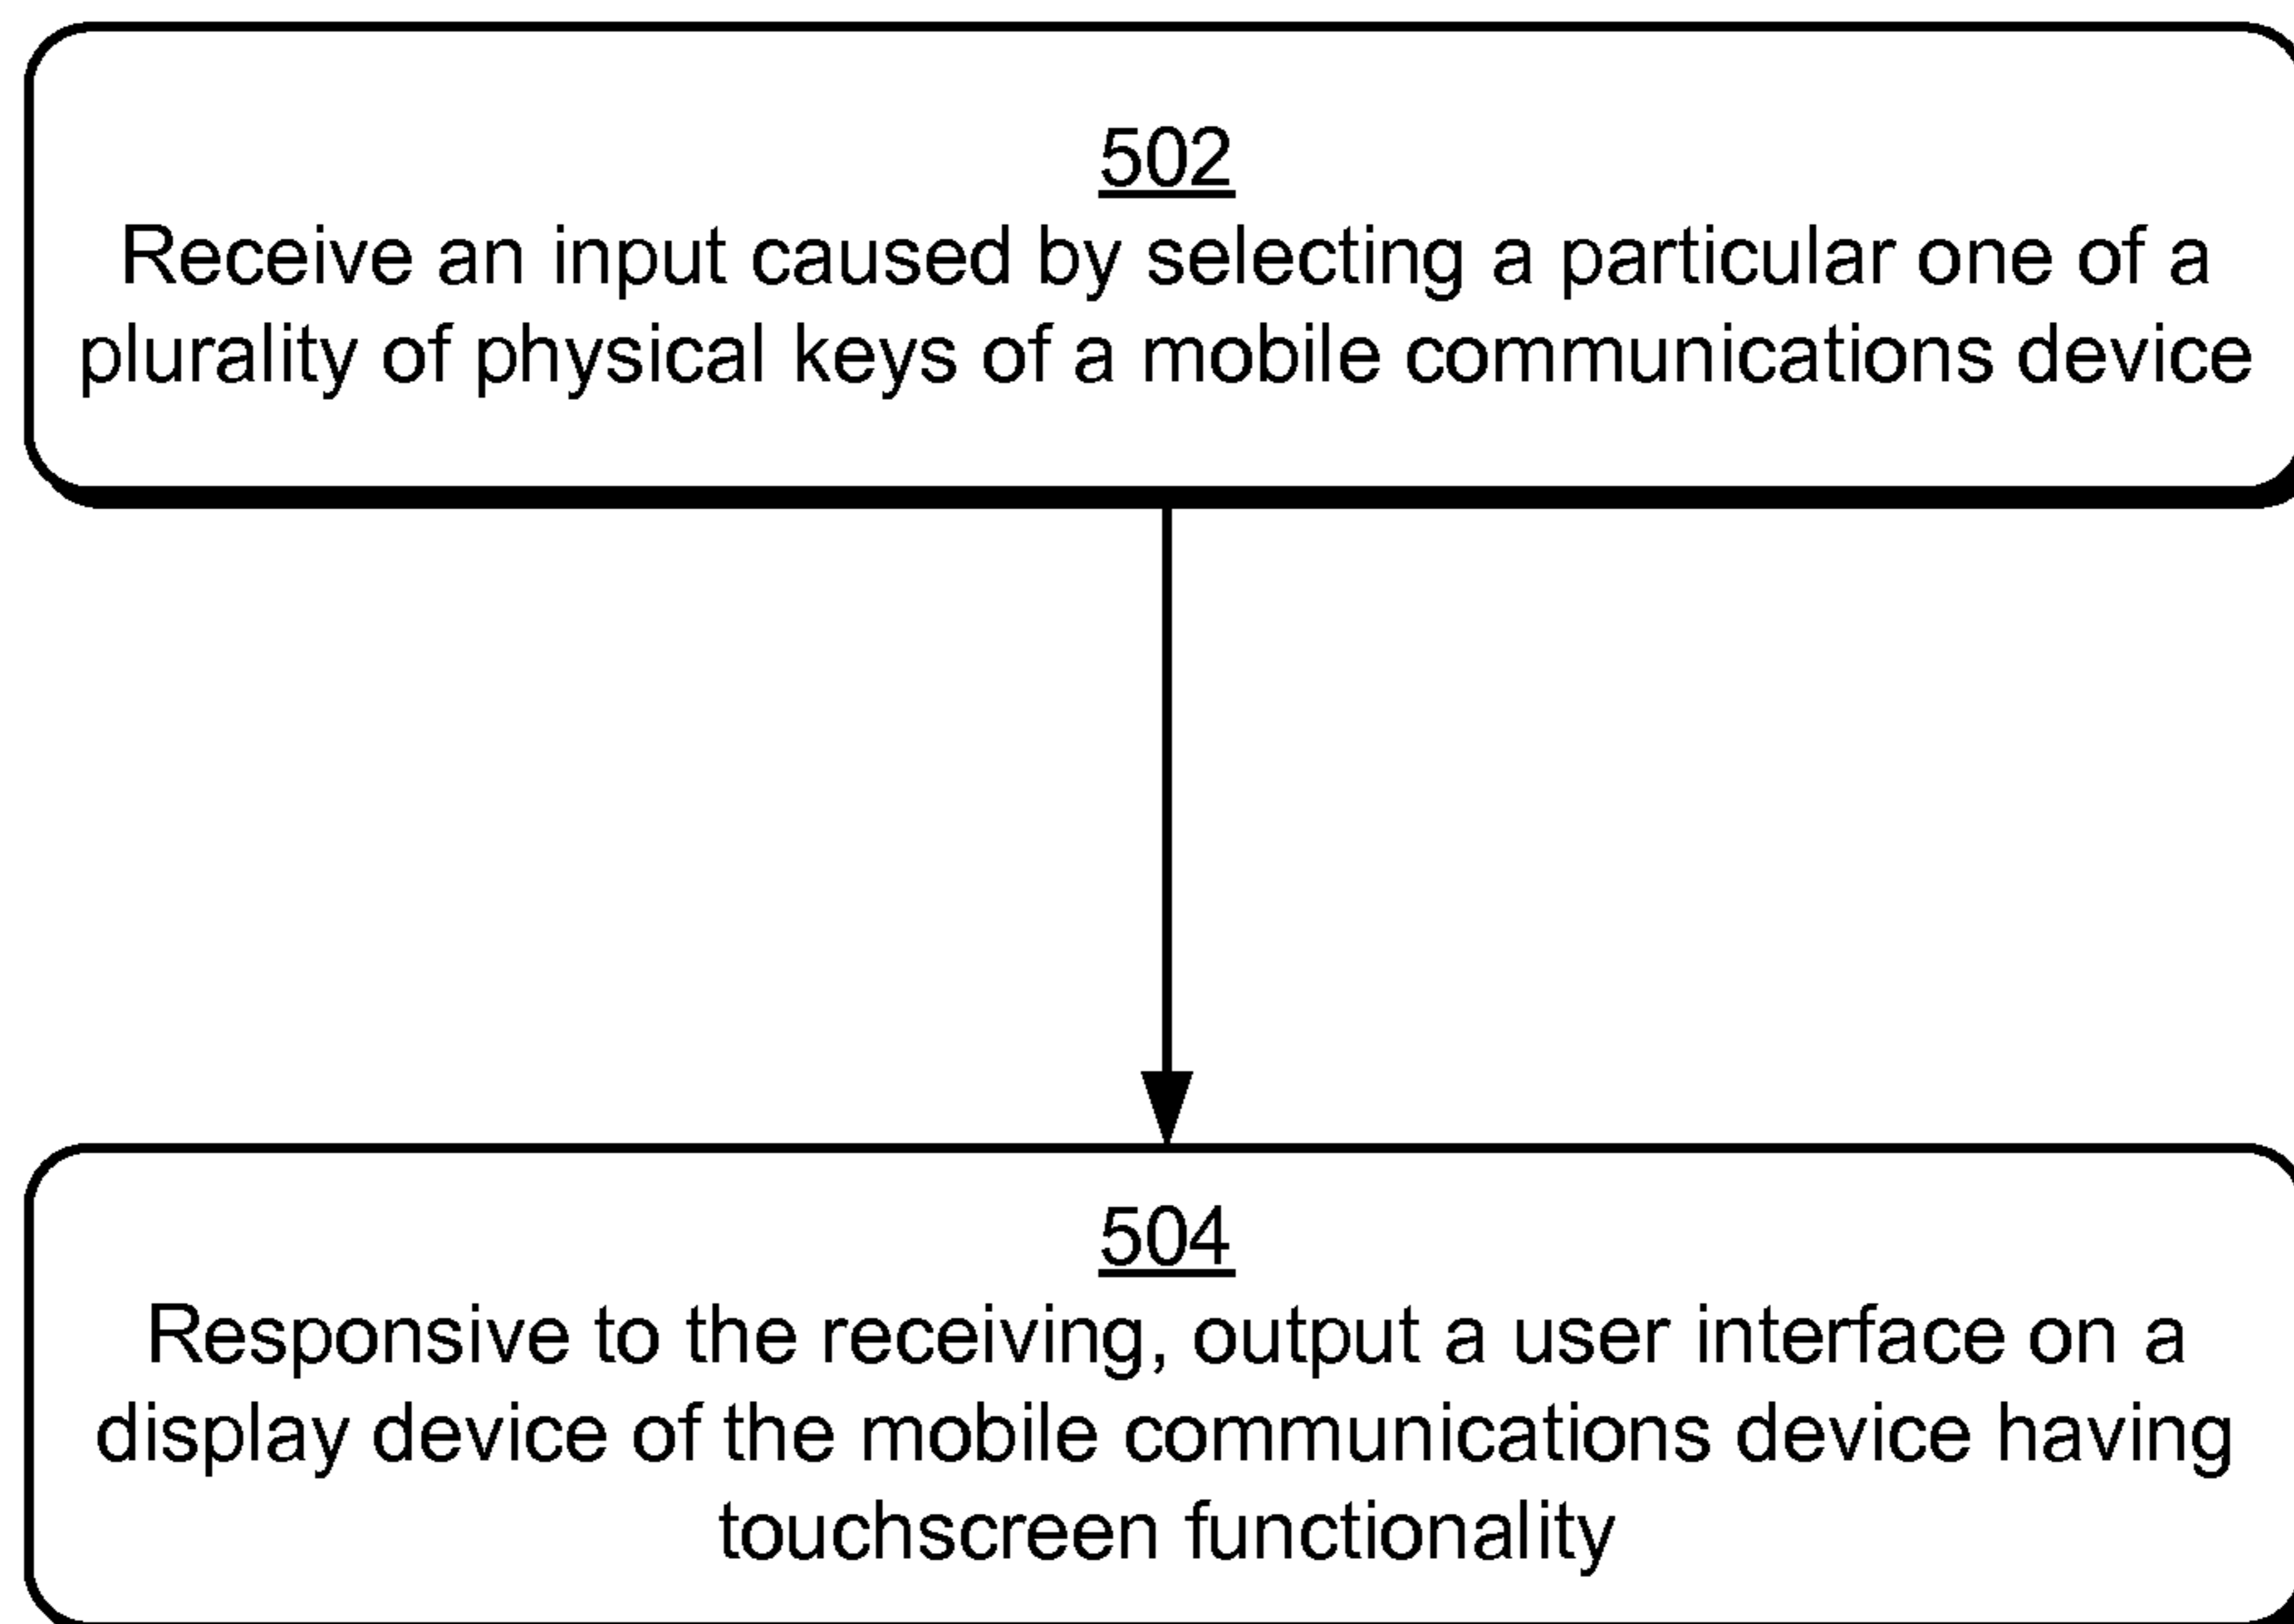 502
Receive an input caused by selecting a particular one of a
plurality of physical keys of a mobile communications device
504
Responsive to the receiving, output a user interface on a
display device of the mobile communications device having
touchscreen functionality